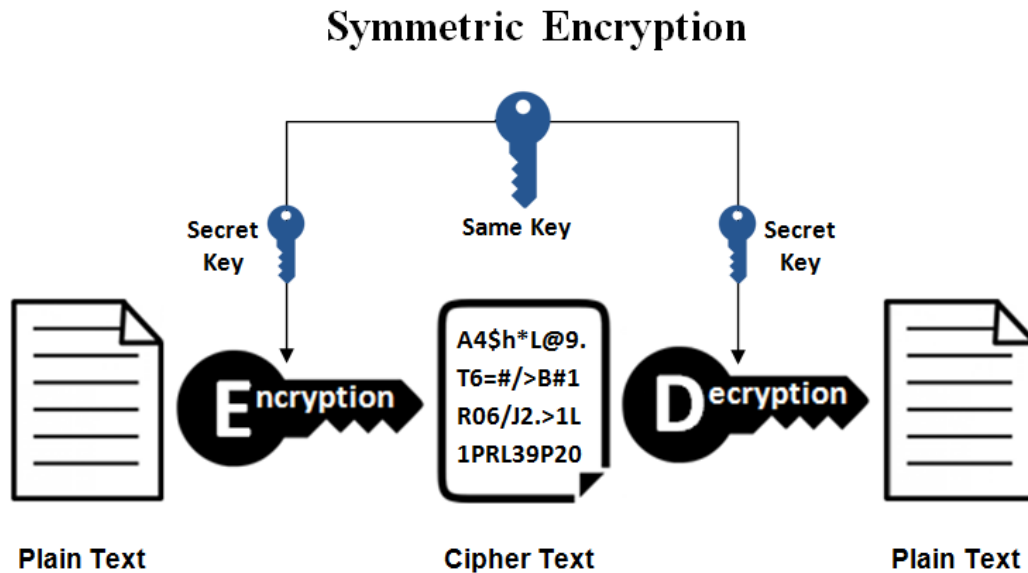 Symmetric Encryption
Same Key
Secret
Key
Secret
Key
Encryption
A4$h*L@9.
T6=#/>B#1
R06/J2.>1L
1PRL39P20
Decryption
Plain Text
Cipher Text
Plain Text